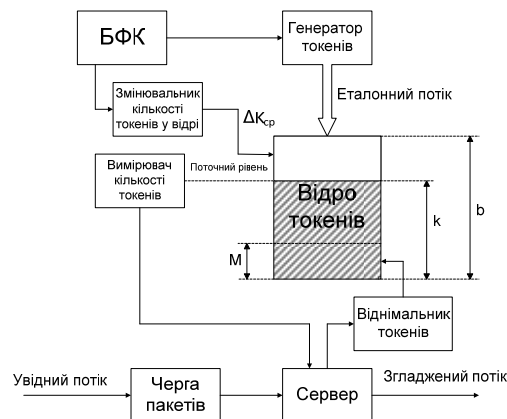 БФК
Генератор
токенів
Змінювальник
кількості
токенів у відрі
Δкср
Еталонний потік
Вимірювач
кількості
токенів
Поточний рівень
Відро
токенів
k
b
М
Віднімальник
токенів
Увідний потік
Черга
пакетів
Сервер
Згладжений потік